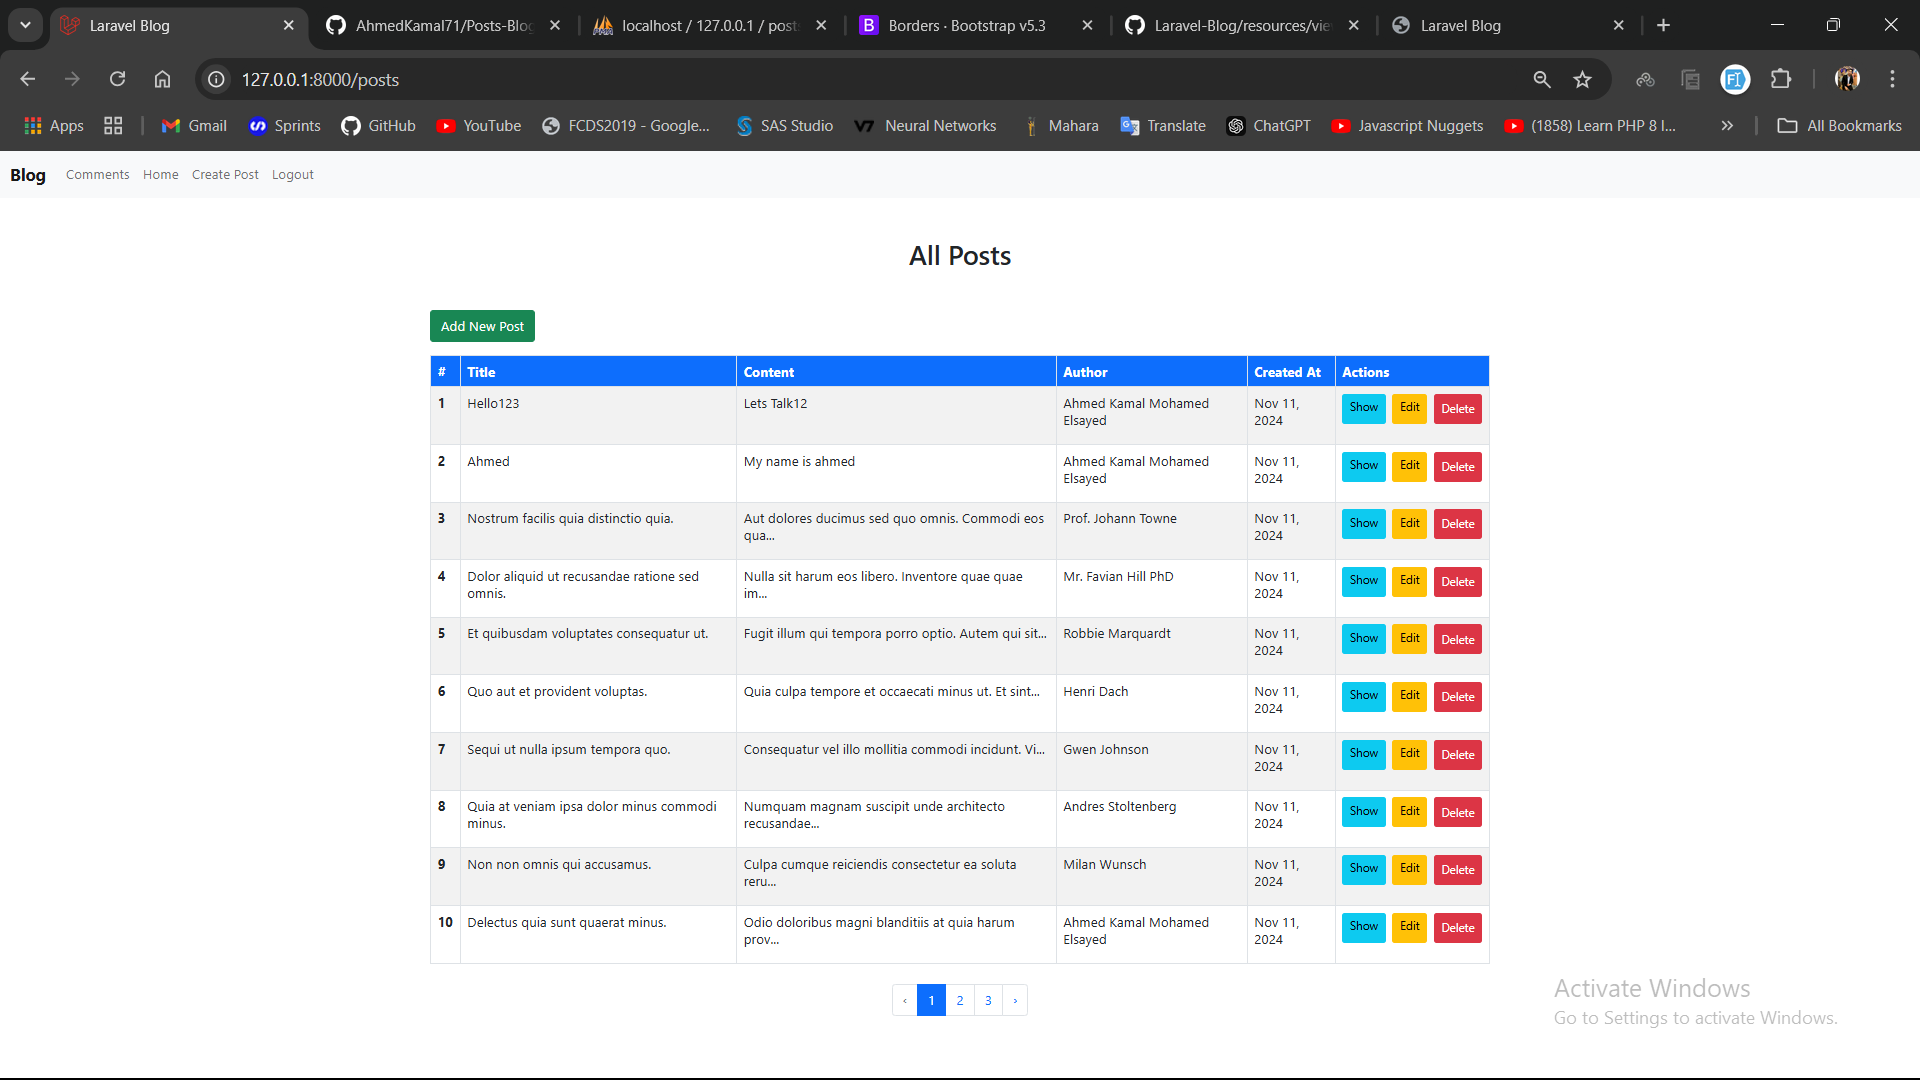 Laravel Blog
AhmedKamal71/Posts-Blog
localhost / 127.0.0.1 / posts
Borders · Bootstrap v5.3
Laravel-Blog/resources/vie
Laravel Blog
127.0.0.1:8000/posts
Apps
Gmail
Sprints
GitHub
YouTube
FCDS2019 - Google...
SAS Studio
Neural Networks
Mahara
Translate
ChatGPT
Javascript Nuggets
(1858) Learn PHP 8 I...
All Bookmarks
Blog Comments Home Create Post Logout
All Posts
Add New Post
# Title Content Author Created At Actions
1 Hello123 Lets Talk12 Ahmed Kamal Mohamed Nov 11, Show Edit Delete
Elsayed 2024
2 Ahmed My name is ahmed Ahmed Kamal Mohamed Nov 11, Show Edit Delete
Elsayed 2024
3 Nostrum facilis quia distinctio quia. Aut dolores ducimus sed quo omnis. Commodi eos Prof. Johann Towne Nov 11, Show Edit Delete
qua... 2024
4 Dolor aliquid ut recusandae ratione sed Nulla sit harum eos libero. Inventore quae quae Mr. Favian Hill PhD Nov 11, Show Edit Delete
omnis. im... 2024
5 Et quibusdam voluptates consequatur ut. Fugit illum qui tempora porro optio. Autem qui sit... Robbie Marquardt Nov 11, Show Edit Delete
2024
6 Quo aut et provident voluptas. Quia culpa tempore et occaecati minus ut. Et sint... Henri Dach Nov 11, Show Edit Delete
2024
7 Sequi ut nulla ipsum tempora quo. Consequatur vel illo mollitia commodi incidunt. Vi... Gwen Johnson Nov 11, Show Edit Delete
2024
8 Quia at veniam ipsa dolor minus commodi Numquam magnam suscipit unde architecto Andres Stoltenberg Nov 11, Show Edit Delete
minus. recusandae... 2024
9 Non non omnis qui accusamus. Culpa cumque reiciendis consectetur ea soluta Milan Wunsch Nov 11, Show Edit Delete
reru... 2024
10 Delectus quia sunt quaerat minus. Odio doloribus magni blanditiis at quia harum Ahmed Kamal Mohamed Nov 11, Show Edit Delete
prov... Elsayed 2024
‹ 1 2 3 ›
Activate Windows
Go to Settings to activate Windows.